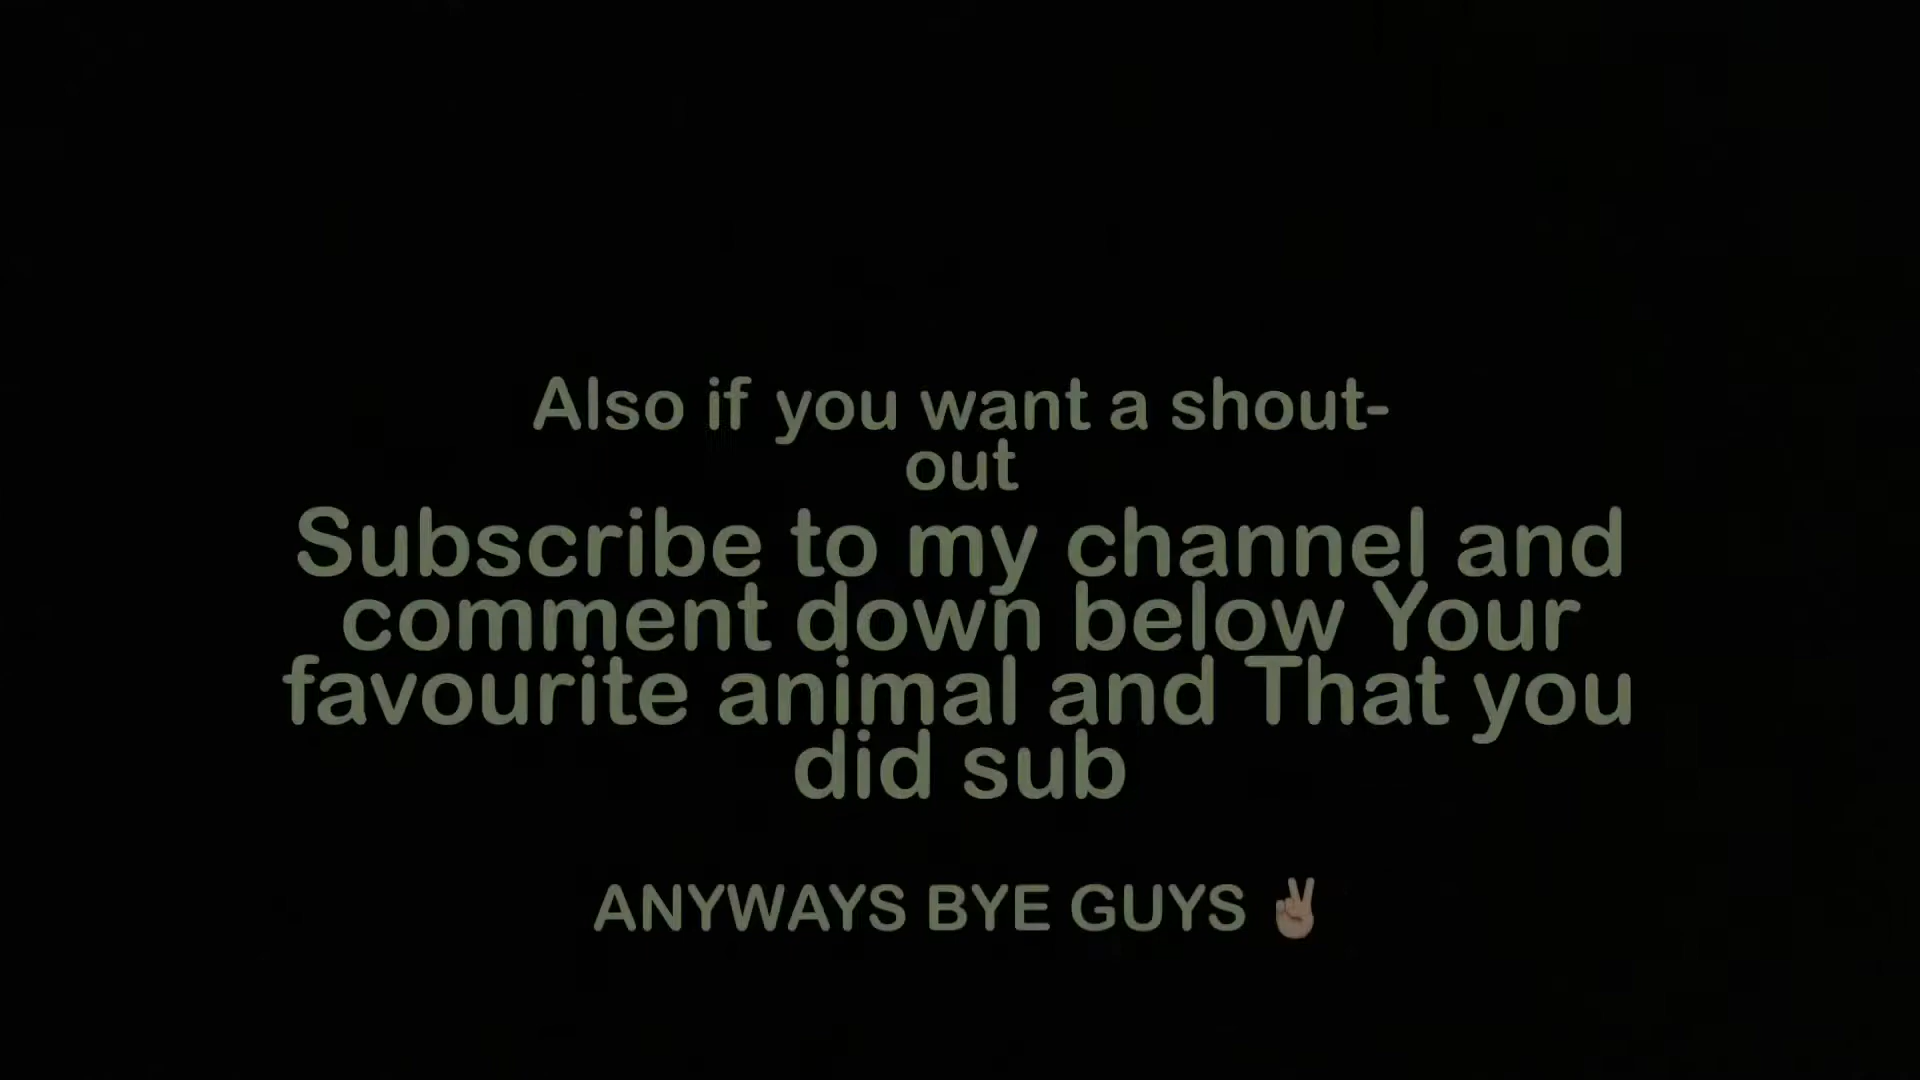 Also if you want a shout-
out
Subscribe to my channel and
comment down below Your
favourite animal and That you
did sub
ANYWAYS BYE GUYS ✌🏼